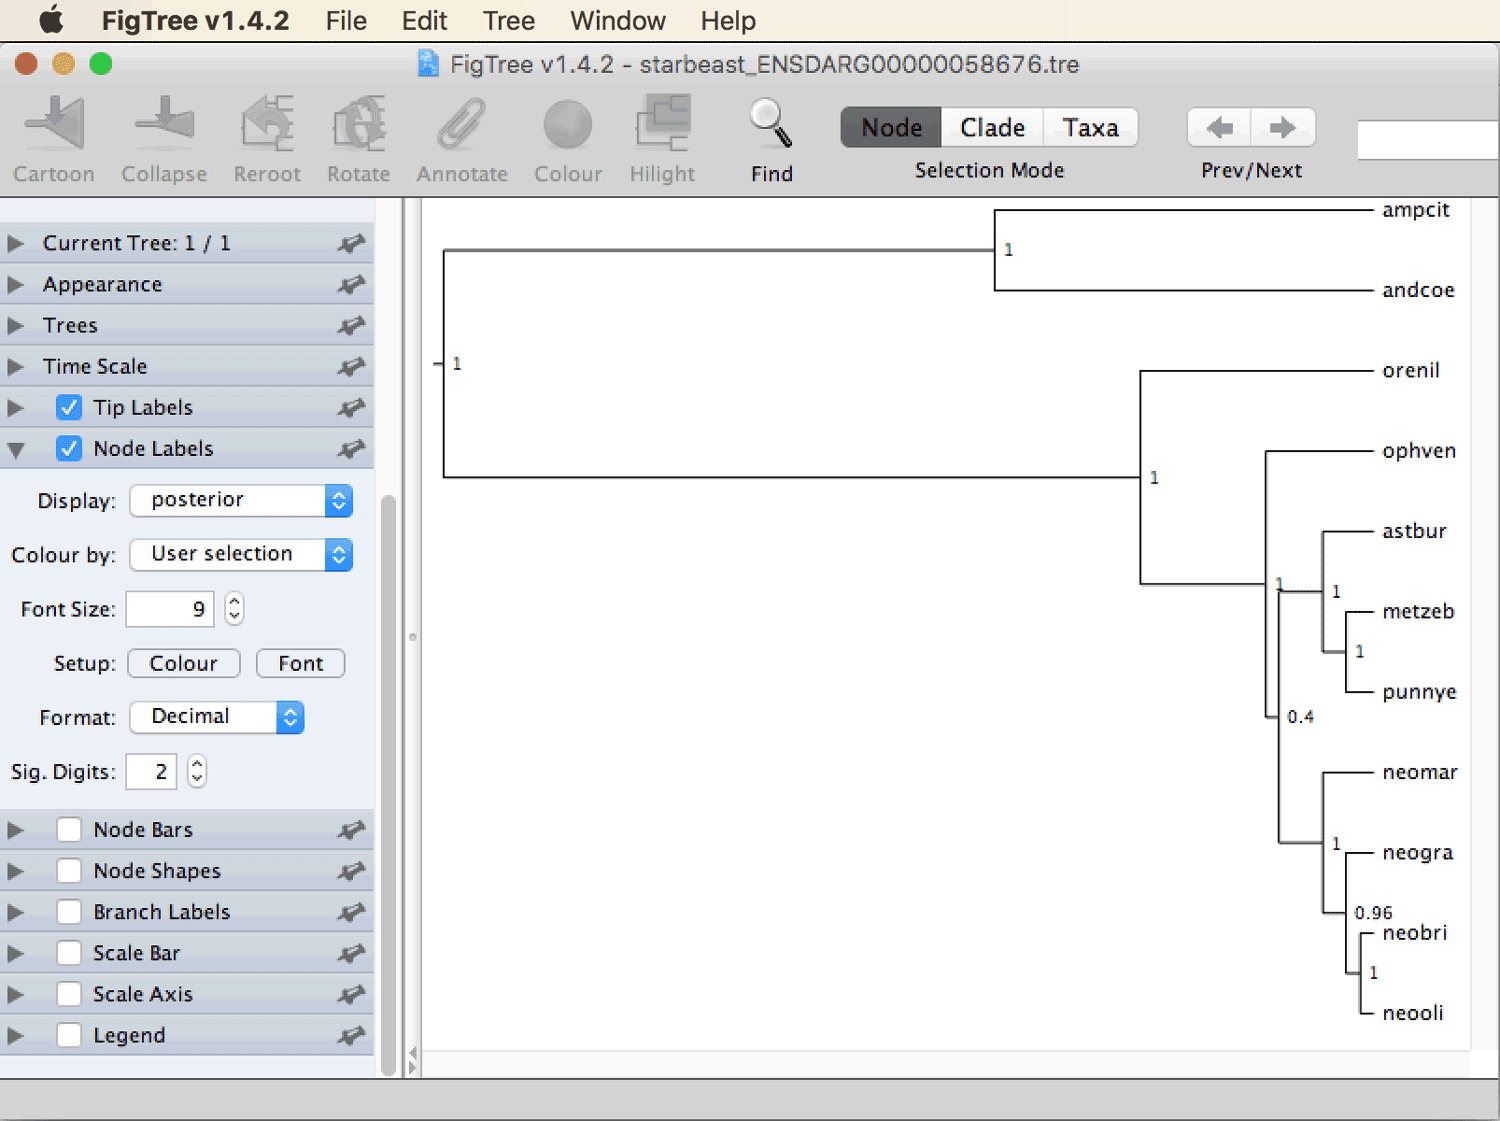 FigTree v1.4.2 File Edit Tree Window Help
FigTree v1.4.2 - starbeast_ENSDARG00000058676.tre
Cartoon Collapse Reroot Rotate Annotate Colour Hilight Find
Node Clade Taxa
Selection Mode
Prev/Next
Current Tree: 1 / 1
Appearance
Trees
Time Scale
Tip Labels
Node Labels
Display: posterior
Colour by: User selection
Font Size: 9
Setup: Colour Font
Format: Decimal
Sig. Digits: 2
Node Bars
Node Shapes
Branch Labels
Scale Bar
Scale Axis
Legend
ampcit
1
andcoe
1
orenil
ophven
1
astbur
1
1
metzeb
1
punnye
0.4
neomar
1
neogra
0.96
neobri
1
neooli